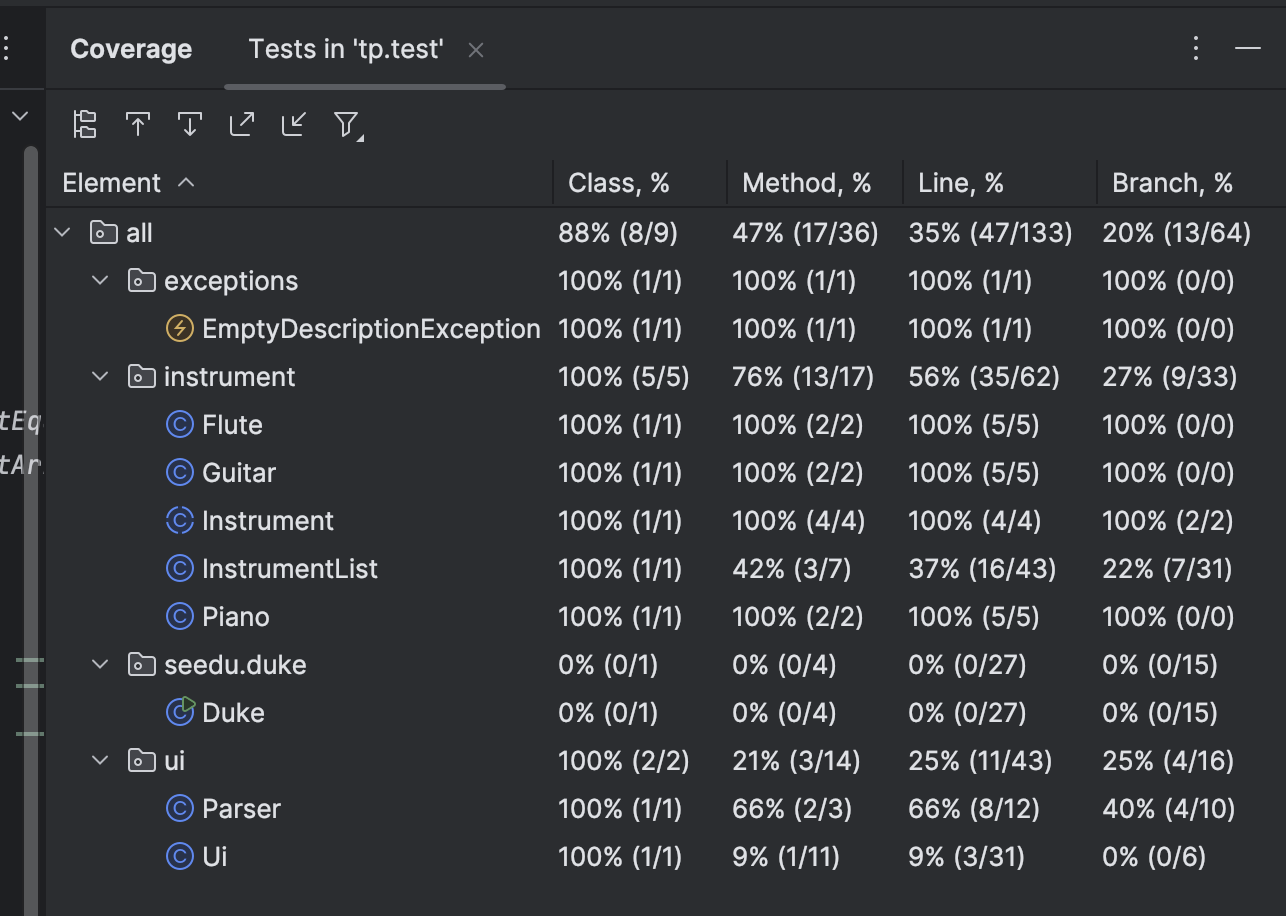 Coverage Tests in 'tp.test'
Element Class, % Method, % Line, % Branch, %
all 88% (8/9) 47% (17/36) 35% (47/133) 20% (13/64)
exceptions 100% (1/1) 100% (1/1) 100% (1/1) 100% (0/0)
EmptyDescriptionException 100% (1/1) 100% (1/1) 100% (1/1) 100% (0/0)
instrument 100% (5/5) 76% (13/17) 56% (35/62) 27% (9/33)
Flute 100% (1/1) 100% (2/2) 100% (5/5) 100% (0/0)
Guitar 100% (1/1) 100% (2/2) 100% (5/5) 100% (0/0)
Instrument 100% (1/1) 100% (4/4) 100% (4/4) 100% (2/2)
InstrumentList 100% (1/1) 42% (3/7) 37% (16/43) 22% (7/31)
Piano 100% (1/1) 100% (2/2) 100% (5/5) 100% (0/0)
seedu.duke 0% (0/1) 0% (0/4) 0% (0/27) 0% (0/15)
Duke 0% (0/1) 0% (0/4) 0% (0/27) 0% (0/15)
ui 100% (2/2) 21% (3/14) 25% (11/43) 25% (4/16)
Parser 100% (1/1) 66% (2/3) 66% (8/12) 40% (4/10)
Ui 100% (1/1) 9% (1/11) 9% (3/31) 0% (0/6)